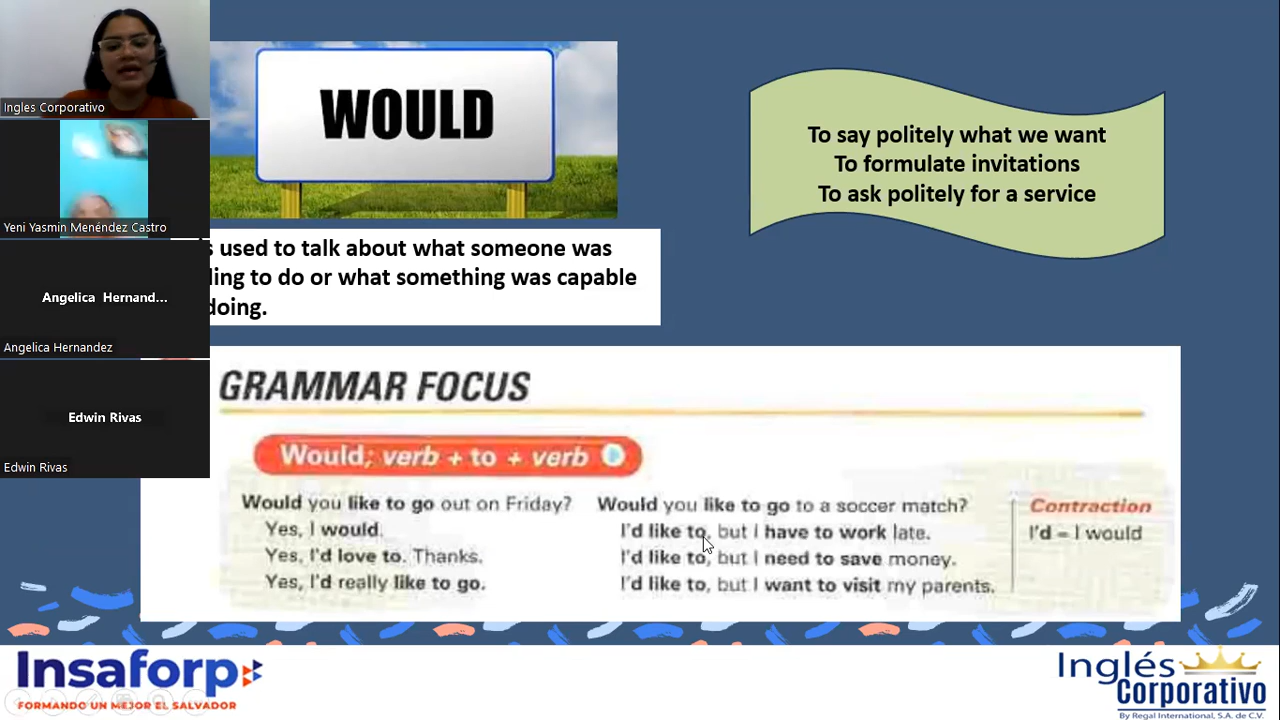 Ingles Corporativo
Yeni Yasmin Menéndez Castro
Angelica Hernand...
Angelica Hernandez
Edwin Rivas
Edwin Rivas
WOULD
To say politely what we want
To formulate invitations
To ask politely for a service
used to talk about what someone was
to do or what something was capable
doing.
GRAMMAR FOCUS
Would; verb + to + verb
Would you like to go out on Friday?
Yes, I would.
Yes, I'd love to. Thanks.
Yes, I'd really like to go.
Would you like to go to a soccer match?
I'd like to, but I have to work late.
I'd like to, but I need to save money.
I'd like to, but I want to visit my parents.
Contraction
I'd = I would
Insaforp
FORMANDO UN MEJOR EL SALVADOR
Inglés
Corporativo
By Regal International, S.A. de C.V.